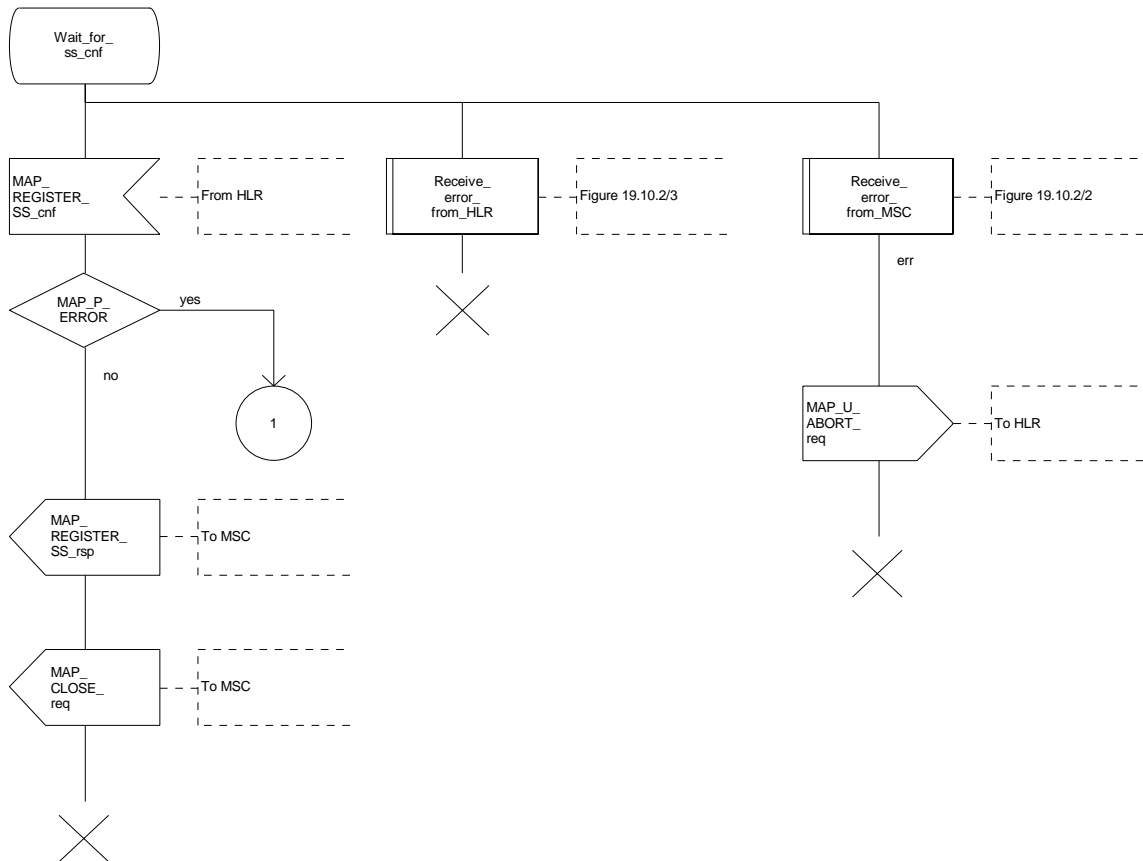 Wait_for_
ss_cnf
MAP_
REGISTER_
SS_cnf
From HLR
Receive_
error_
from_HLR
Figure 19.10.2/3
Receive_
error_
from_MSC
Figure 19.10.2/2
err
MAP_P_
ERROR
yes
no
1
MAP_U_
ABORT_
req
To HLR
MAP_
REGISTER_
SS_rsp
To MSC
MAP_
CLOSE_
req
To MSC